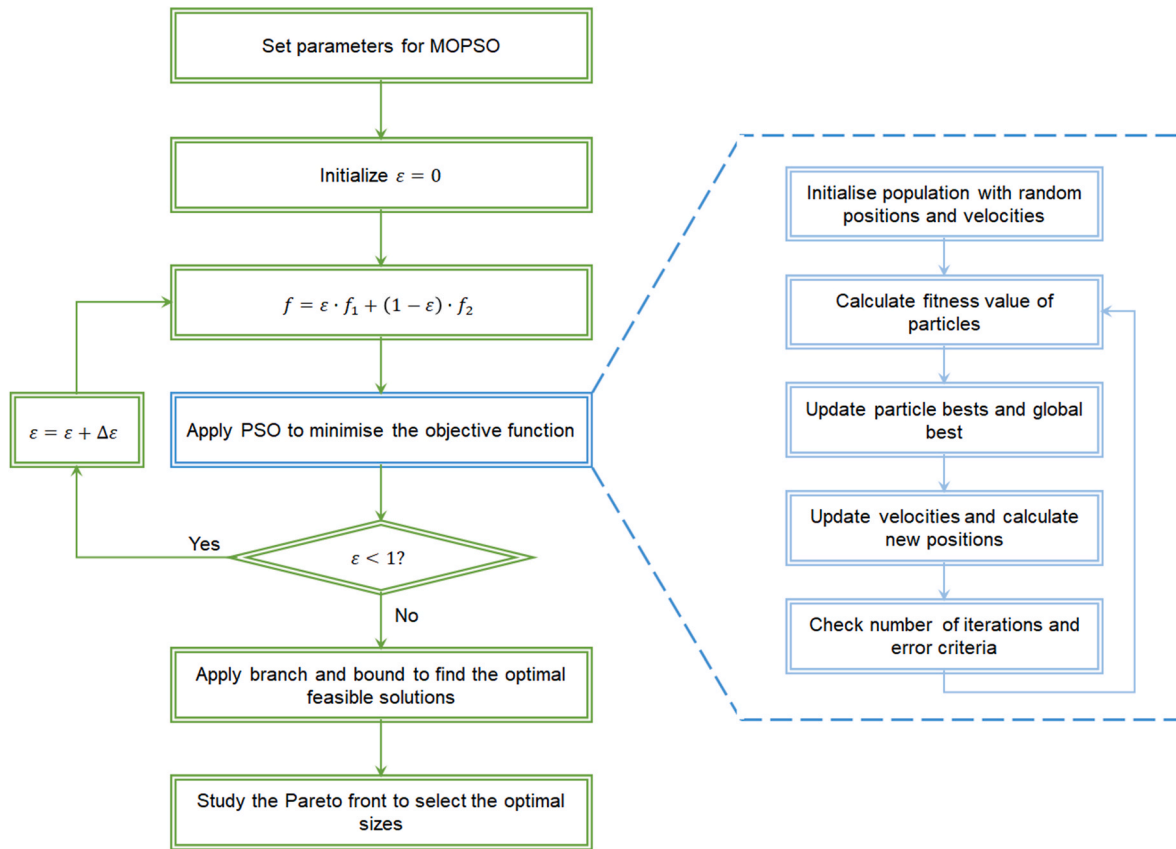 Set parameters for MOPSO
Initialize ε = 0
f = ε · f₁ + (1 − ε) · f₂
ε = ε + Δε
Apply PSO to minimise the objective function
Yes
ε < 1?
No
Apply branch and bound to find the optimal
feasible solutions
Study the Pareto front to select the optimal
sizes
Initialise population with random
positions and velocities
Calculate fitness value of
particles
Update particle bests and global
best
Update velocities and calculate
new positions
Check number of iterations and
error criteria